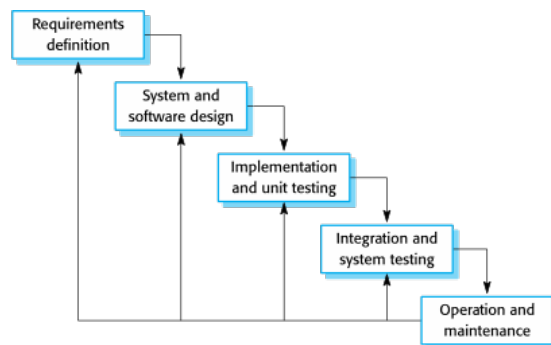 Requirements
definition
System and
software design
Implementation
and unit testing
Integration and
system testing
Operation and
maintenance